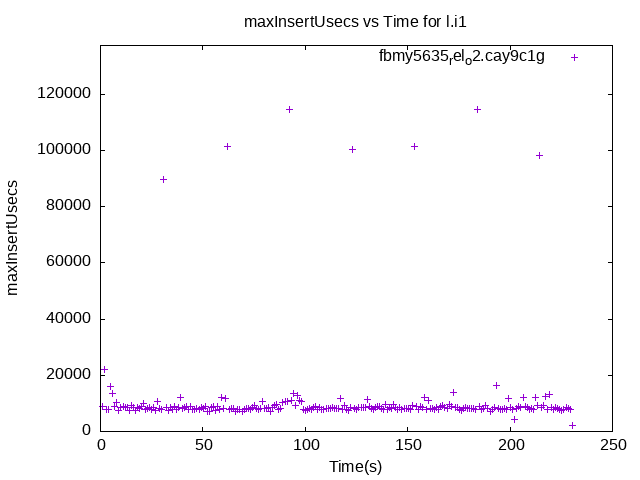 maxInsertUsecs vs Time for l.i1
fbmy5635relo2.cay9c1g
120000
100000
80000
60000
40000
20000
0
maxInsertUsecs
0 50 100 150 200 250
Time(s)